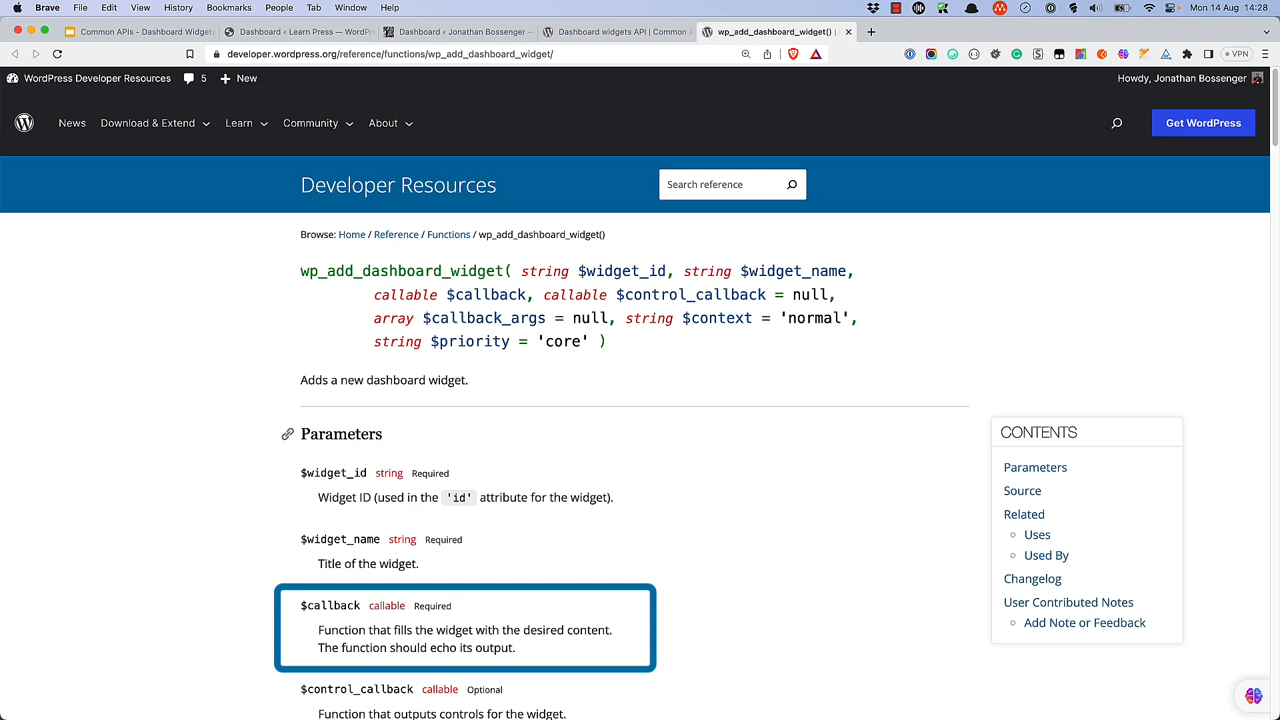 Brave File Edit View History Bookmarks People Tab Window Help Mon 14 Aug 14:28
Common APIs - Dashboard Widgets Dashboard ‹ Learn Press — WordPr Dashboard ‹ Jonathan Bossenger — Dashboard widgets API | Common A wp_add_dashboard_widget() |
developer.wordpress.org/reference/functions/wp_add_dashboard_widget/ VPN
WordPress Developer Resources 5 New Howdy, Jonathan Bossenger
News Download & Extend Learn Community About Get WordPress
Developer Resources Search reference
Browse: Home / Reference / Functions / wp_add_dashboard_widget()
wp_add_dashboard_widget( string $widget_id, string $widget_name,
callable $callback, callable $control_callback = null,
array $callback_args = null, string $context = 'normal',
string $priority = 'core' )
Adds a new dashboard widget.
Parameters
$widget_id string Required
Widget ID (used in the 'id' attribute for the widget).
$widget_name string Required
Title of the widget.
$callback callable Required
Function that fills the widget with the desired content.
The function should echo its output.
$control_callback callable Optional
Function that outputs controls for the widget.
CONTENTS
Parameters
Source
Related
Uses
Used By
Changelog
User Contributed Notes
Add Note or Feedback